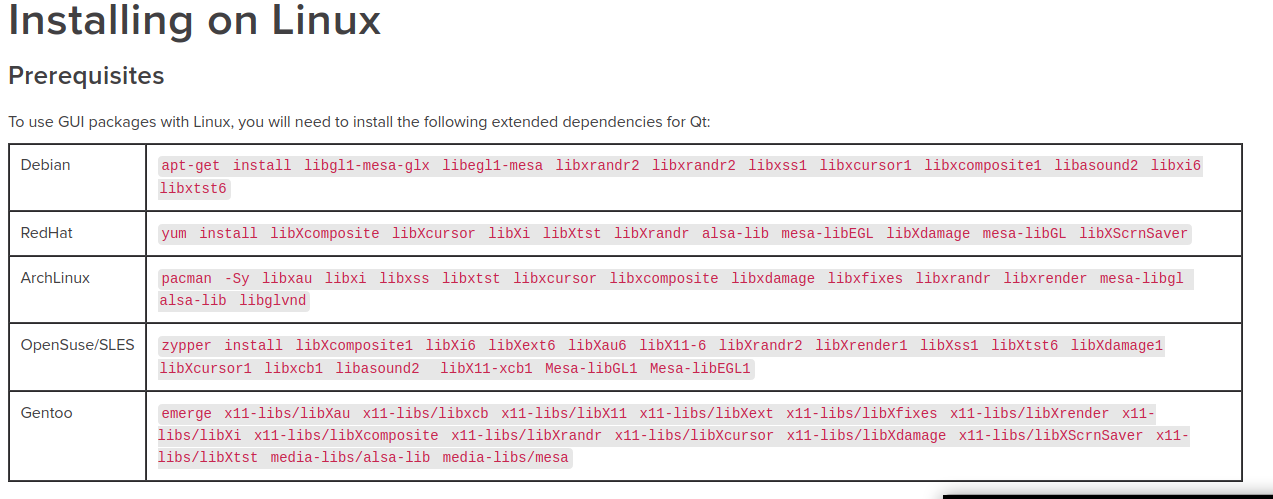 Installing on Linux
Prerequisites
To use GUI packages with Linux, you will need to install the following extended dependencies for Qt:
Debian
apt-get install libgl1-mesa-glx libegl1-mesa libxrandr2 libxrandr2 libxss1 libxcursor1 libxcomposite1 libasound2 libxi6
libxtst6
RedHat
yum install libXcomposite libXcursor libXi libXtst libXrandr alsa-lib mesa-libEGL libXdamage mesa-libGL libXScrnSaver
ArchLinux
pacman -Sy libxau libxi libxss libxtst libxcursor libxcomposite libxdamage libxfixes libxrandr libxrender mesa-libgl
alsa-lib libglvnd
OpenSuse/SLES
zypper install libXcomposite1 libXi6 libXext6 libXau6 libX11-6 libXrandr2 libXrender1 libXss1 libXtst6 libXdamage1
libXcursor1 libxcb1 libasound2 libX11-xcb1 Mesa-libGL1 Mesa-libEGL1
Gentoo
emerge x11-libs/libXau x11-libs/libxcb x11-libs/libX11 x11-libs/libXext x11-libs/libXfixes x11-libs/libXrender x11-
libs/libXi x11-libs/libXcomposite x11-libs/libXrandr x11-libs/libXcursor x11-libs/libXdamage x11-libs/libXScrnSaver x11-
libs/libXtst media-libs/alsa-lib media-libs/mesa